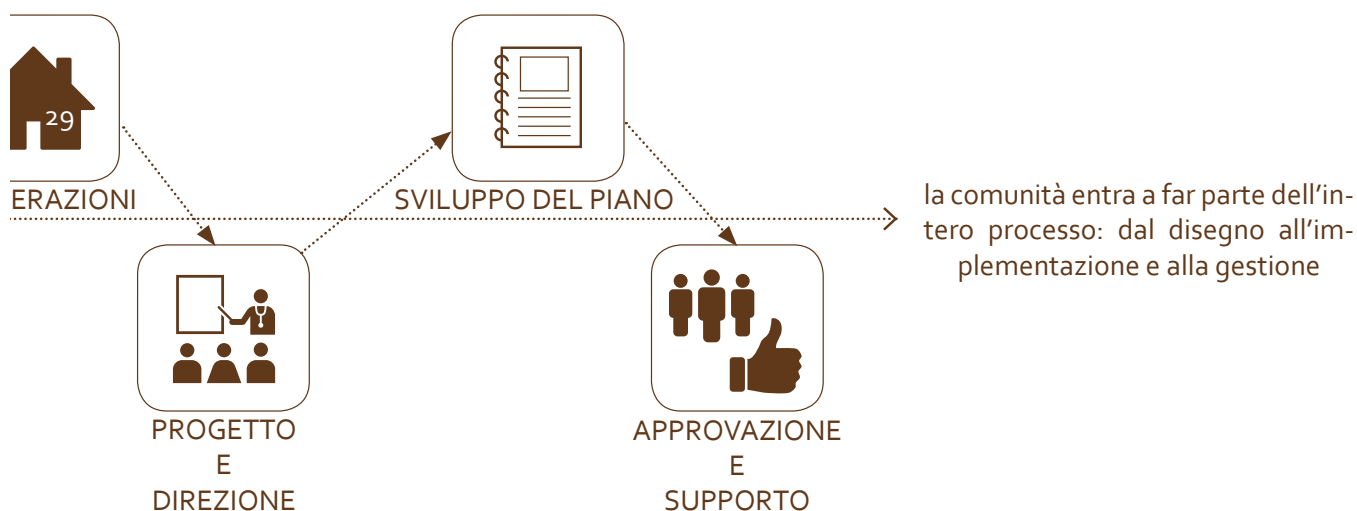 29
ERAZIONI
PROGETTO
E
DIREZIONE
SVILUPPO DEL PIANO
APPROVAZIONE
E
SUPPORTO
la comunità entra a far parte dell’in-
tero processo: dal disegno all’im-
plementazione e alla gestione